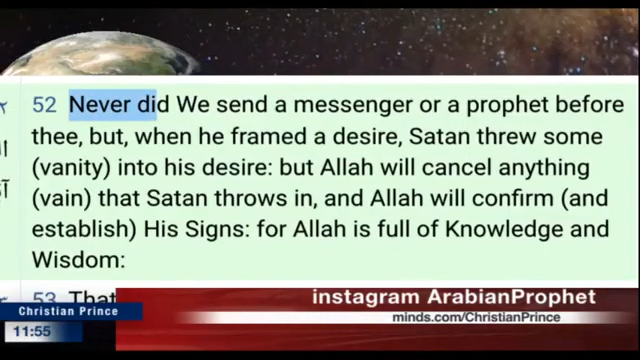 52 Never did We send a messenger or a prophet before
thee, but, when he framed a desire, Satan threw some
(vanity) into his desire: but Allah will cancel anything
(vain) that Satan throws in, and Allah will confirm (and
establish) His Signs: for Allah is full of Knowledge and
Wisdom:
53 That
instagram ArabianProphet
Christian Prince
minds.com/ChristianPrince
11:55